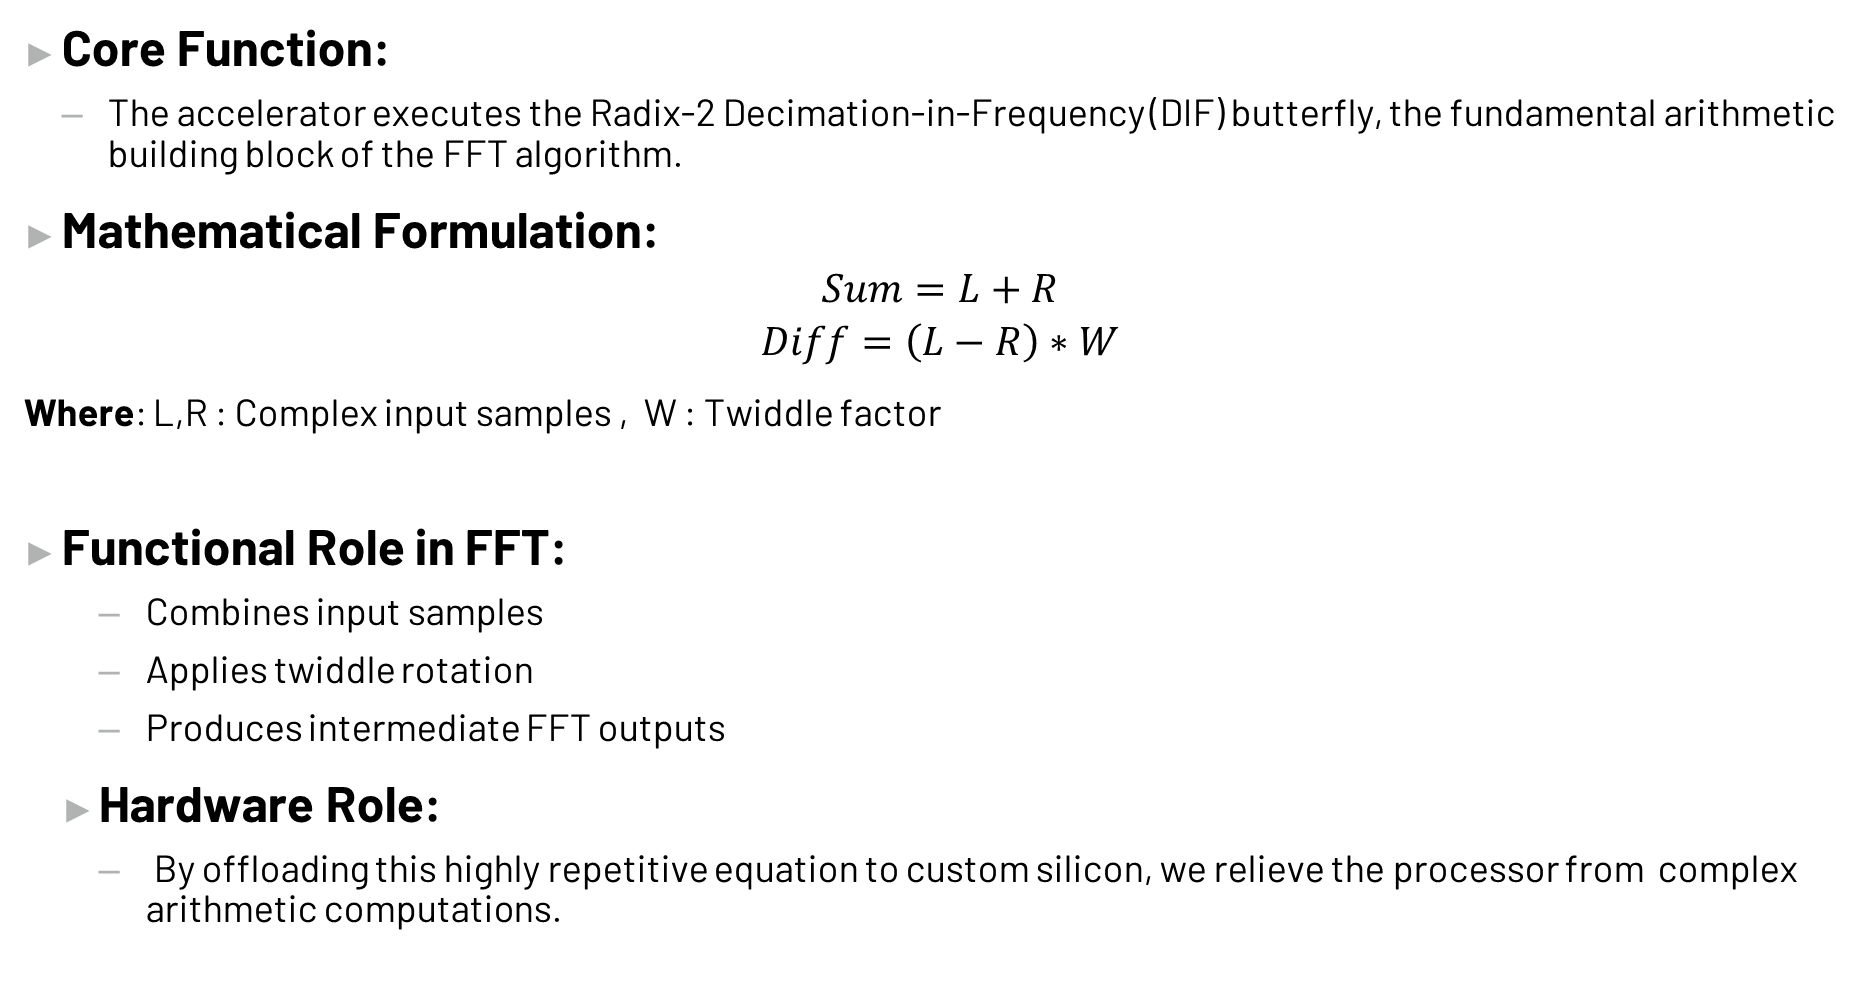 Core Function:
– The accelerator executes the Radix-2 Decimation-in-Frequency (DIF) butterfly, the fundamental arithmetic
building block of the FFT algorithm.
Mathematical Formulation:
Sum = L + R
Diff = (L − R) ∗ W
Where: L,R : Complex input samples , W : Twiddle factor
Functional Role in FFT:
– Combines input samples
– Applies twiddle rotation
– Produces intermediate FFT outputs
Hardware Role:
– By offloading this highly repetitive equation to custom silicon, we relieve the processor from complex
arithmetic computations.